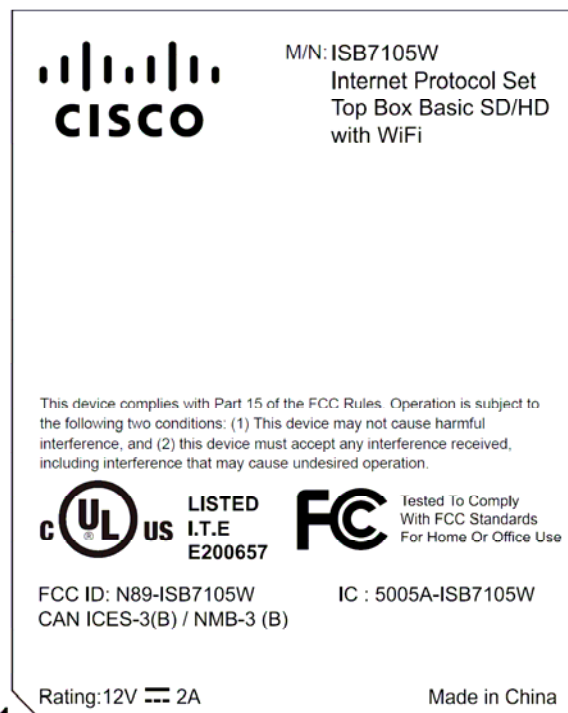 CISCO
M/N: ISB7105W
Internet Protocol Set
Top Box Basic SD/HD
with WiFi
This device complies with Part 15 of the FCC Rules. Operation is subject to
the following two conditions: (1) This device may not cause harmful
interference, and (2) this device must accept any interference received,
including interference that may cause undesired operation.
C UL ® US
LISTED
I.T.E
E200657
FC
Tested To Comply
With FCC Standards
For Home Or Office Use
FCC ID: N89-ISB7105W
IC : 5005A-ISB7105W
CAN ICES-3(B) / NMB-3 (B)
Rating:12V ⎓ 2A
Made in China